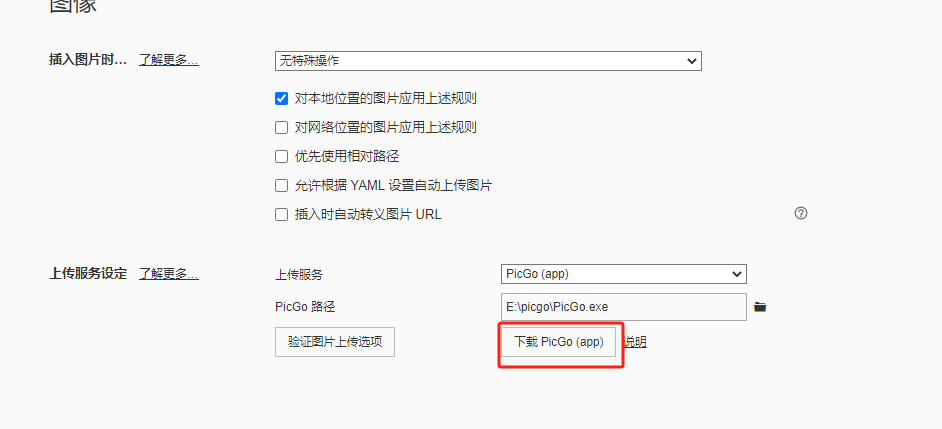 图像
插入图片时... 了解更多... 无特殊操作
对本地位置的图片应用上述规则
对网络位置的图片应用上述规则
优先使用相对路径
允许根据 YAML 设置自动上传图片
插入时自动转义图片 URL
上传服务设定 了解更多... 上传服务 PicGo (app)
PicGo 路径 E:\picgo\PicGo.exe
验证图片上传选项 下载 PicGo (app) 说明